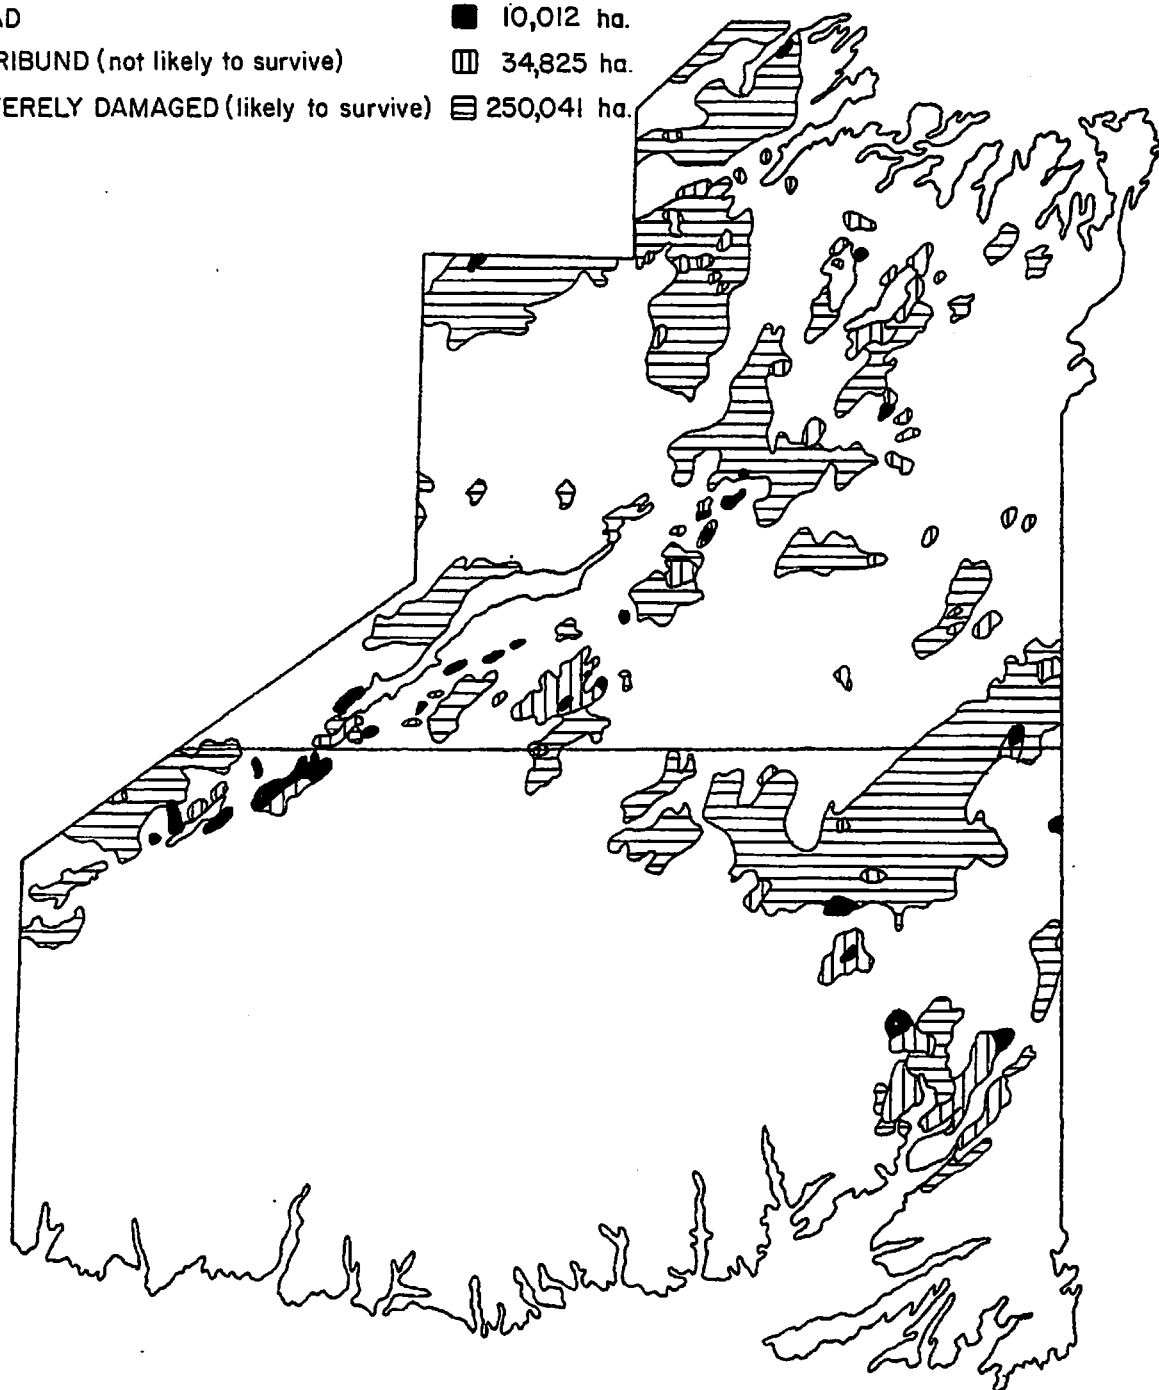 AD 10,012 ha.
RIBUND (not likely to survive) 34,825 ha.
ERELY DAMAGED (likely to survive) 250,041 ha.